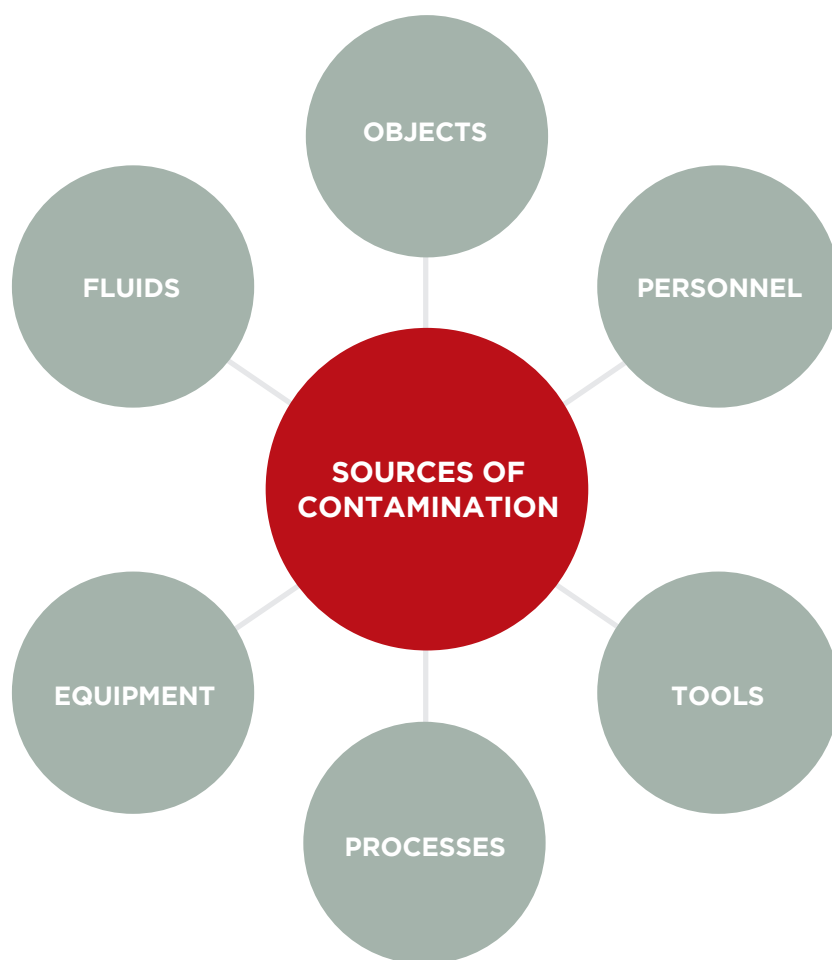 OBJECTS
FLUIDS
PERSONNEL
SOURCES OF
CONTAMINATION
EQUIPMENT
TOOLS
PROCESSES